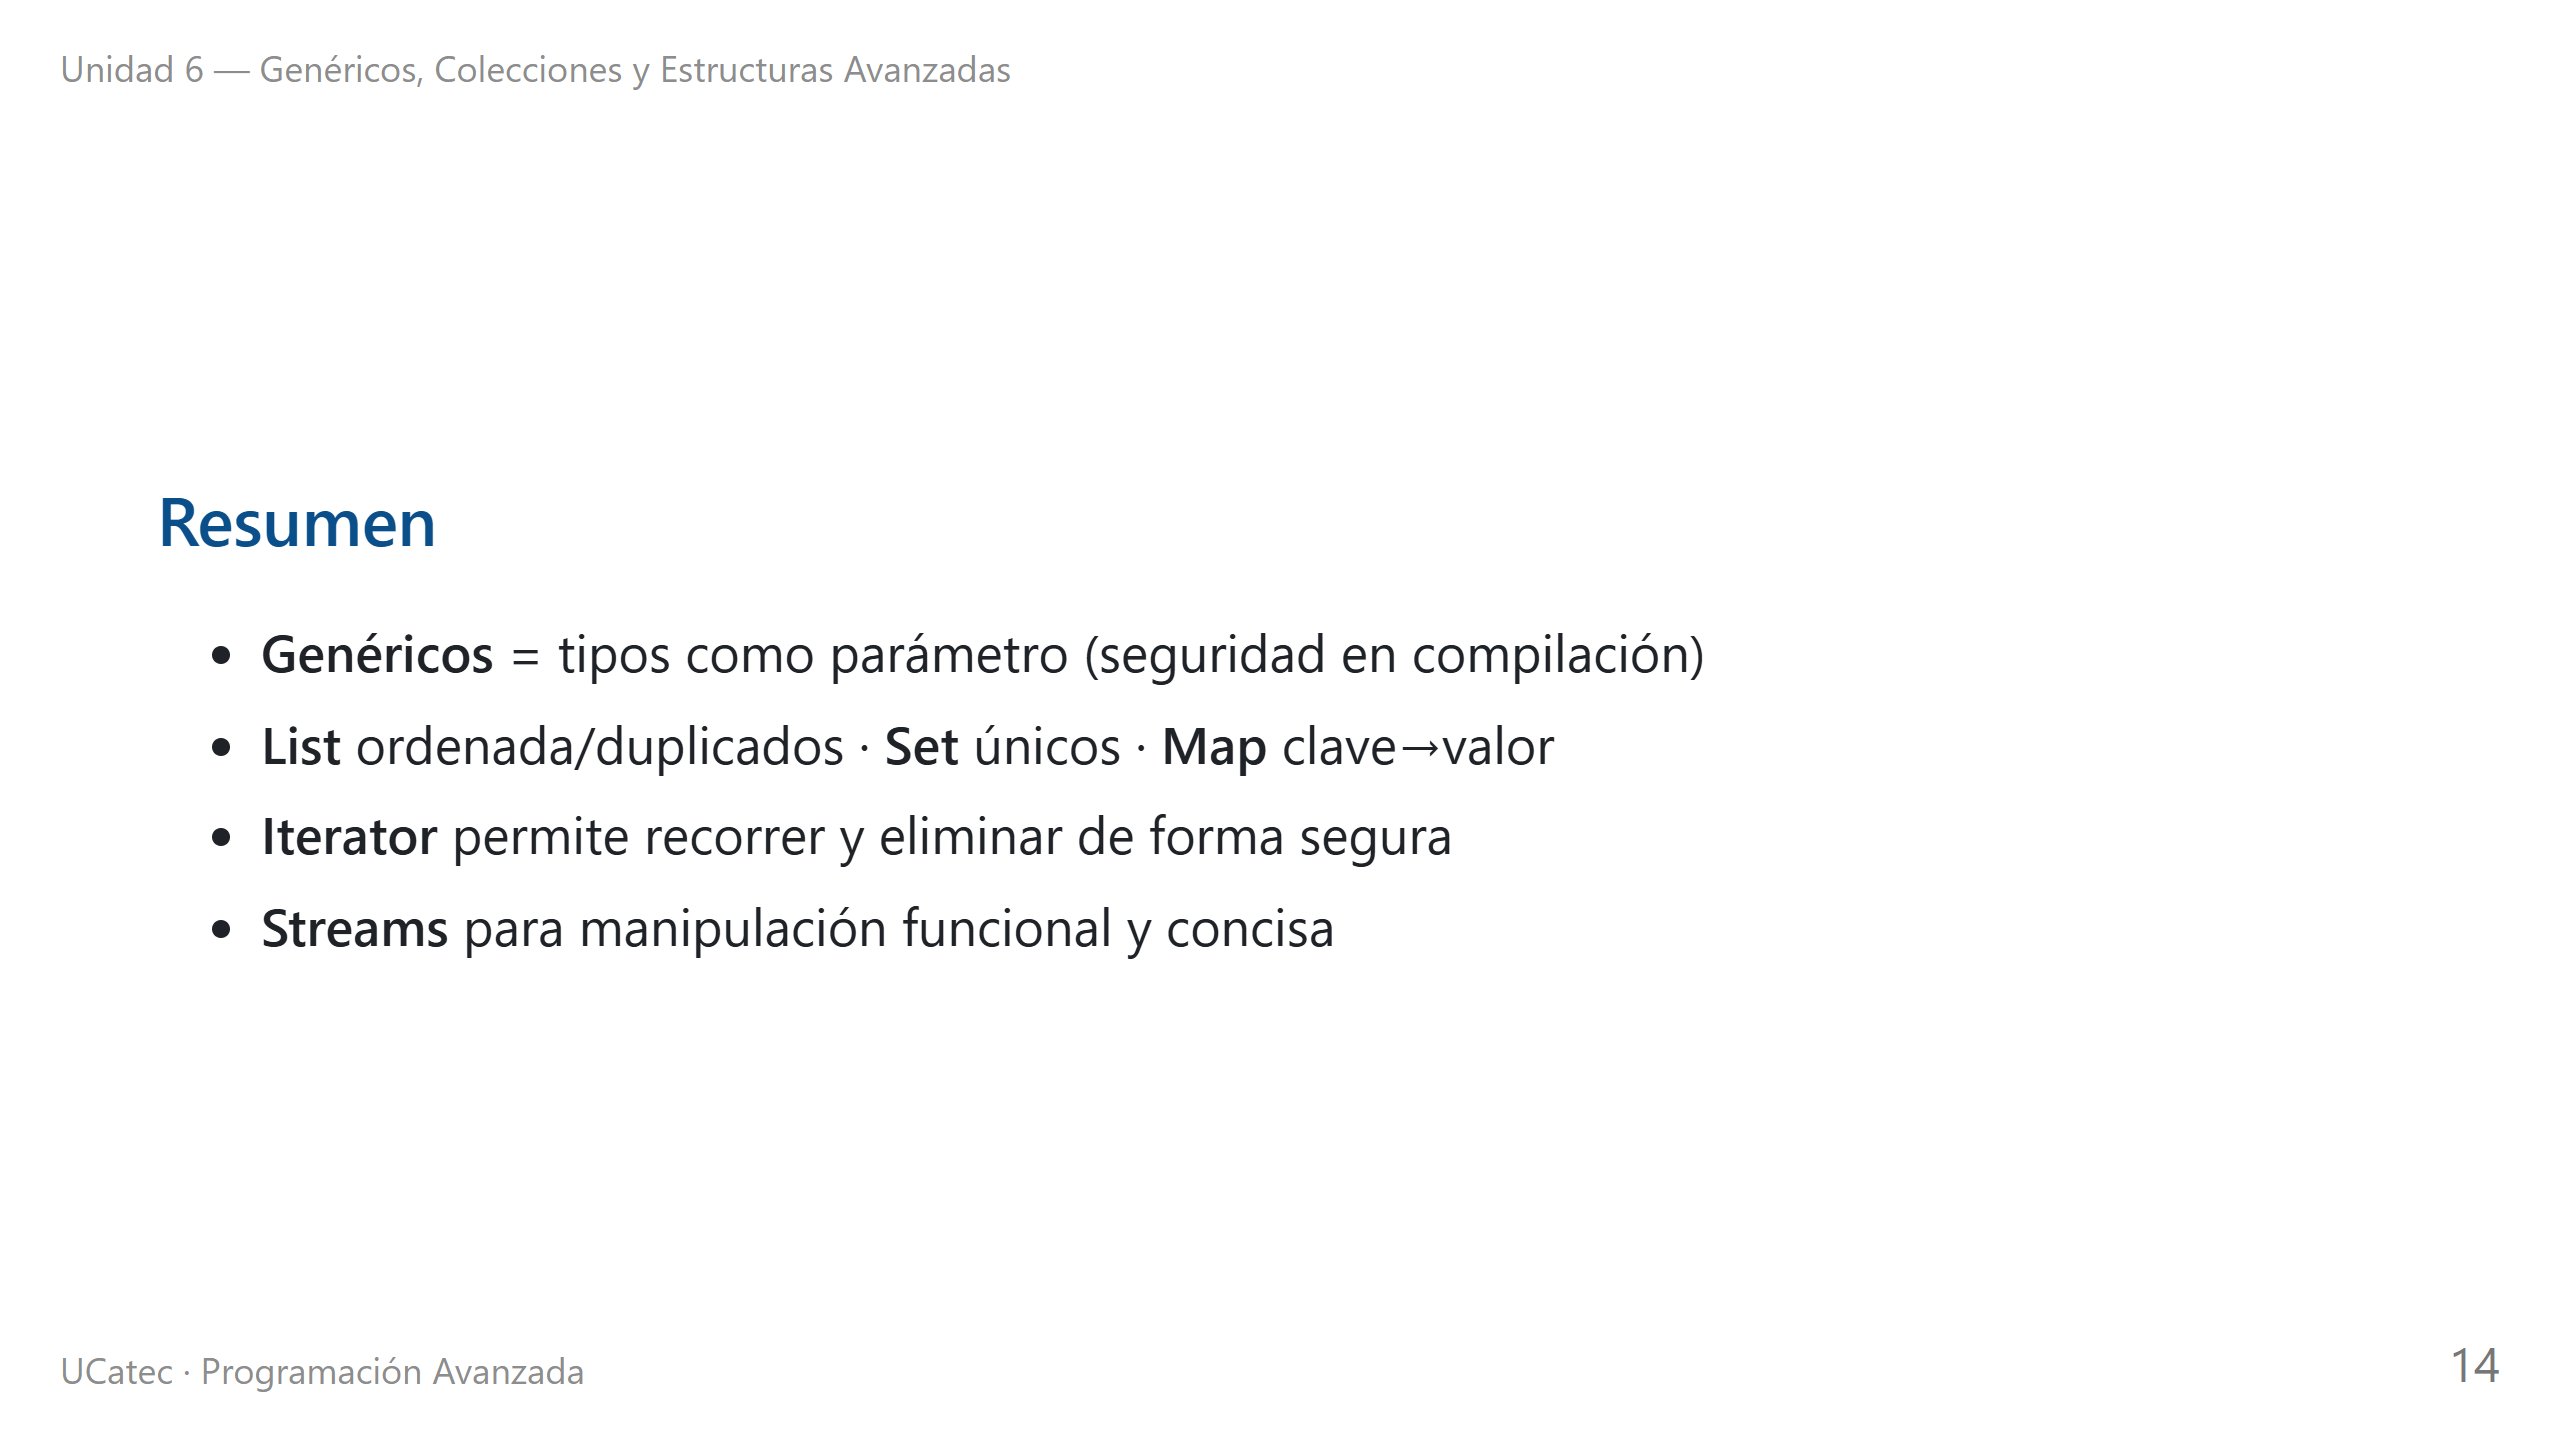 Unidad 6 — Genéricos, Colecciones y Estructuras Avanzadas
Resumen
• Genéricos = tipos como parámetro (seguridad en compilación)
• List ordenada/duplicados · Set únicos · Map clave→valor
• Iterator permite recorrer y eliminar de forma segura
• Streams para manipulación funcional y concisa
UCatec · Programación Avanzada
14